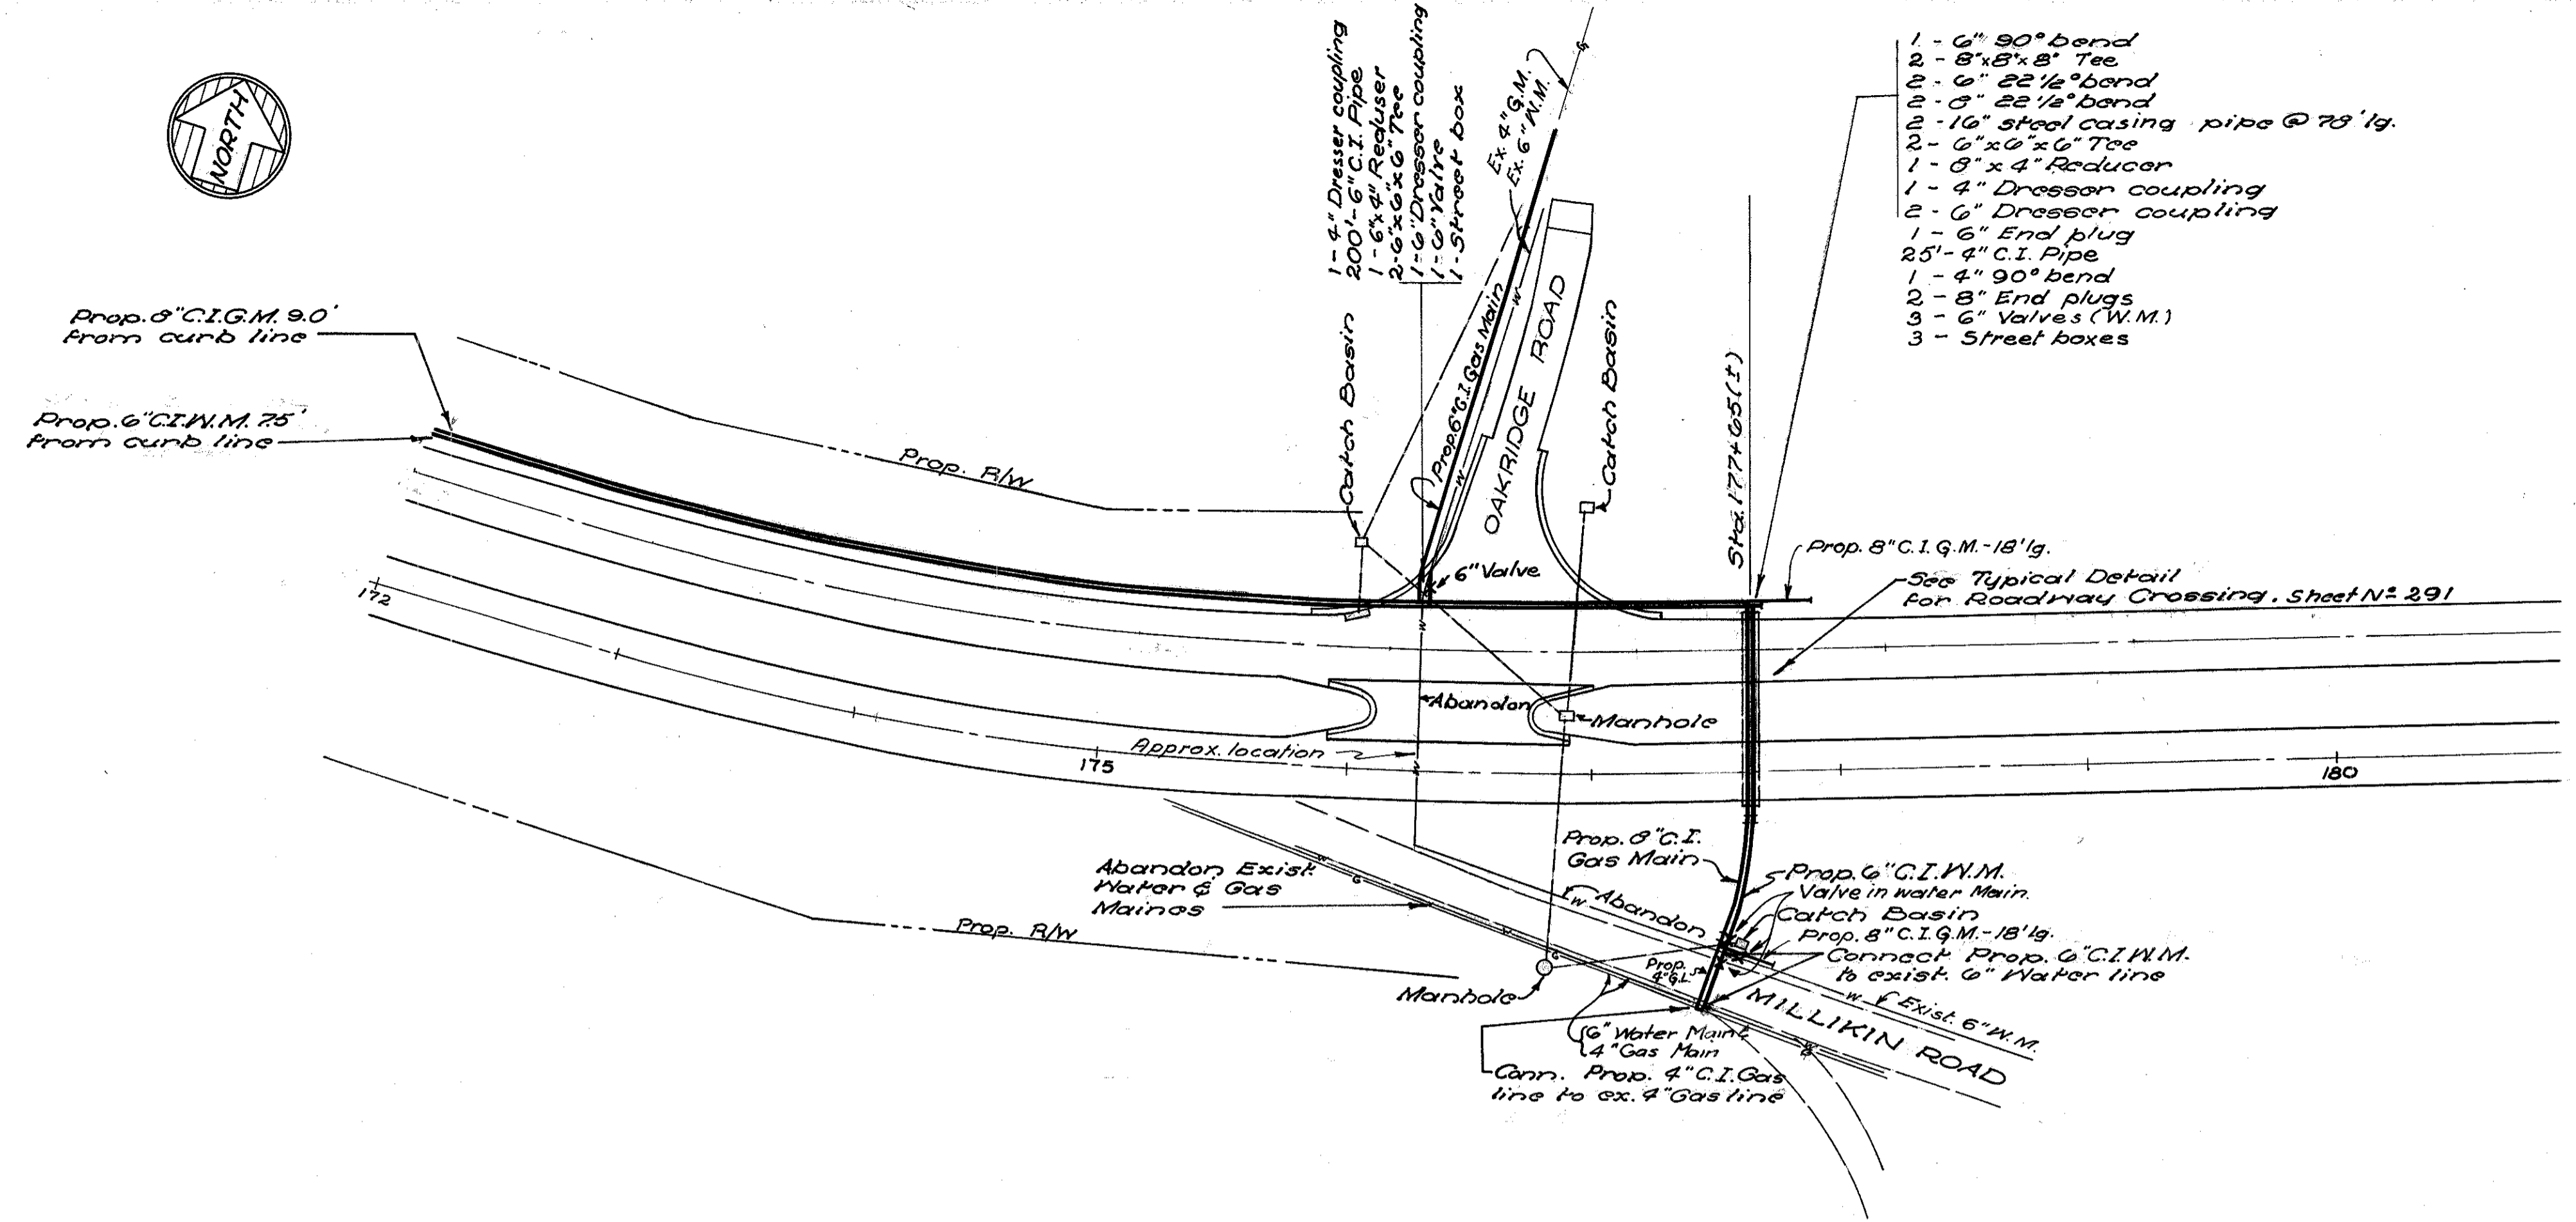 NORTH
1 - 4" Dresser coupling
200'- 6" C.I. Pipe
1 - 6"x4" Reduser
2 - 6"x6"x6" Tee
1 - 6" Dresser coupling
1 - 6" Valve
1 - Street box
Ex. 4" G.M.
Ex. 6" W.M.
1 - 6" 90° bend
2 - 8"x8"x8" Tee
2 - 6" 22 1/2° bend
2 - 8" 22 1/2° bend
2 - 16" steel casing pipe @ 78' lg.
2 - 6"x6"x6" Tee
1 - 8" x 4" Reducer
1 - 4" Dresser coupling
2 - 6" Dresser coupling
1 - 6" End plug
25'- 4" C.I. Pipe
1 - 4" 90° bend
2 - 8" End plugs
3 - 6" Valves (W.M.)
3 - Street boxes
Prop. 8" C.I.G.M. 9.0'
from curb line
Prop. 6" C.I.W.M. 7.5'
from curb line
Prop. R/W
Catch Basin
Prop. 6" C.I. Gas Main
OAKRIDGE ROAD
Catch Basin
Sta. 177+65(±)
6" Valve
Prop. 8" C.I.G.M.-18' lg.
See Typical Detail
for Roadway Crossing. Sheet No 291
172
Abandon
Manhole
Approx. location
175
180
Prop. 8" C.I.
Gas Main
Abandon Exist.
Water & Gas
Maines
Abandon
Prop. 6" C.I.W.M.
Valve in water Main.
Catch Basin
Prop. 8" C.I.G.M.-18' lg.
Connect Prop. 6" C.I.W.M.
to exist. 6" Water line
Prop. R/W
Prop.
4" G.L.
Manhole
Exist. 6" W.M.
MILLIKIN ROAD
6" Water Main &
4" Gas Main
Conn. Prop. 4" C.I. Gas
line to ex. 4" Gas line
G
W